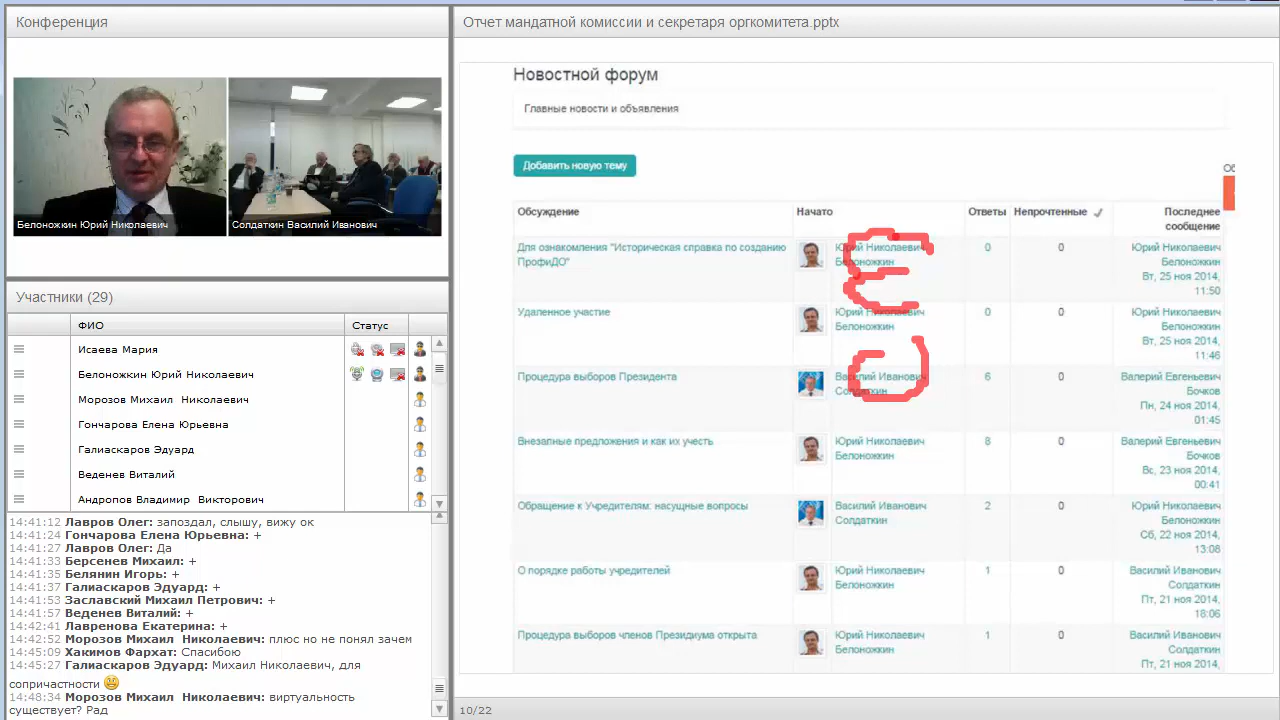 Конференция
Белоножкин Юрий Николаевич
Солдаткин Василий Иванович
Участники (29)
ФИО
Статус
Исаева Мария
Белоножкин Юрий Николаевич
Морозов Михаил Николаевич
Гончарова Елена Юрьевна
Галиаскаров Эдуард
Веденев Виталий
Андропов Владимир Викторович
14:41:12 Лавров Олег: запоздал, слышу, вижу ок
14:41:24 Гончарова Елена Юрьевна: +
14:41:27 Лавров Олег: Да
14:41:33 Берсенев Михаил: +
14:41:35 Белянин Игорь: +
14:41:37 Галиаскаров Эдуард: +
14:41:53 Заславский Михаил Петрович: +
14:41:57 Веденев Виталий: +
14:42:41 Лавренова Екатерина: +
14:42:52 Морозов Михаил Николаевич: плюс но не понял зачем
14:45:09 Хакимов Фархат: Спасибою
14:45:27 Галиаскаров Эдуард: Михаил Николаевич, для
сопричастности
14:48:34 Морозов Михаил Николаевич: виртуальность
существует? Рад
Отчет мандатной комиссии и секретаря оргкомитета.pptx
Новостной форум
Главные новости и объявления
Добавить новую тему
Обсуждение
Начато
Ответы
Непрочтенные
Последнее
сообщение
Для ознакомления "Историческая справка по созданию
ПрофиДО"
Юрий Николаевич
Белоножкин
0
0
Юрий Николаевич
Белоножкин
Вт, 25 ноя 2014,
11:50
Удаленное участие
Юрий Николаевич
Белоножкин
0
0
Юрий Николаевич
Белоножкин
Вт, 25 ноя 2014,
11:46
Процедура выборов Президента
Василий Иванович
Солдаткин
6
0
Валерий Евгеньевич
Бочков
Пн, 24 ноя 2014,
01:45
Внезапные предложения и как их учесть
Юрий Николаевич
Белоножкин
8
0
Валерий Евгеньевич
Бочков
Вс, 23 ноя 2014,
00:41
Обращение к Учредителям: насущные вопросы
Василий Иванович
Солдаткин
2
0
Юрий Николаевич
Белоножкин
Сб, 22 ноя 2014,
13:08
О порядке работы учредителей
Юрий Николаевич
Белоножкин
1
0
Василий Иванович
Солдаткин
Пт, 21 ноя 2014,
18:06
Процедура выборов членов Президиума открыта
Юрий Николаевич
Белоножкин
1
0
Василий Иванович
Солдаткин
Пт, 21 ноя 2014,
10/22